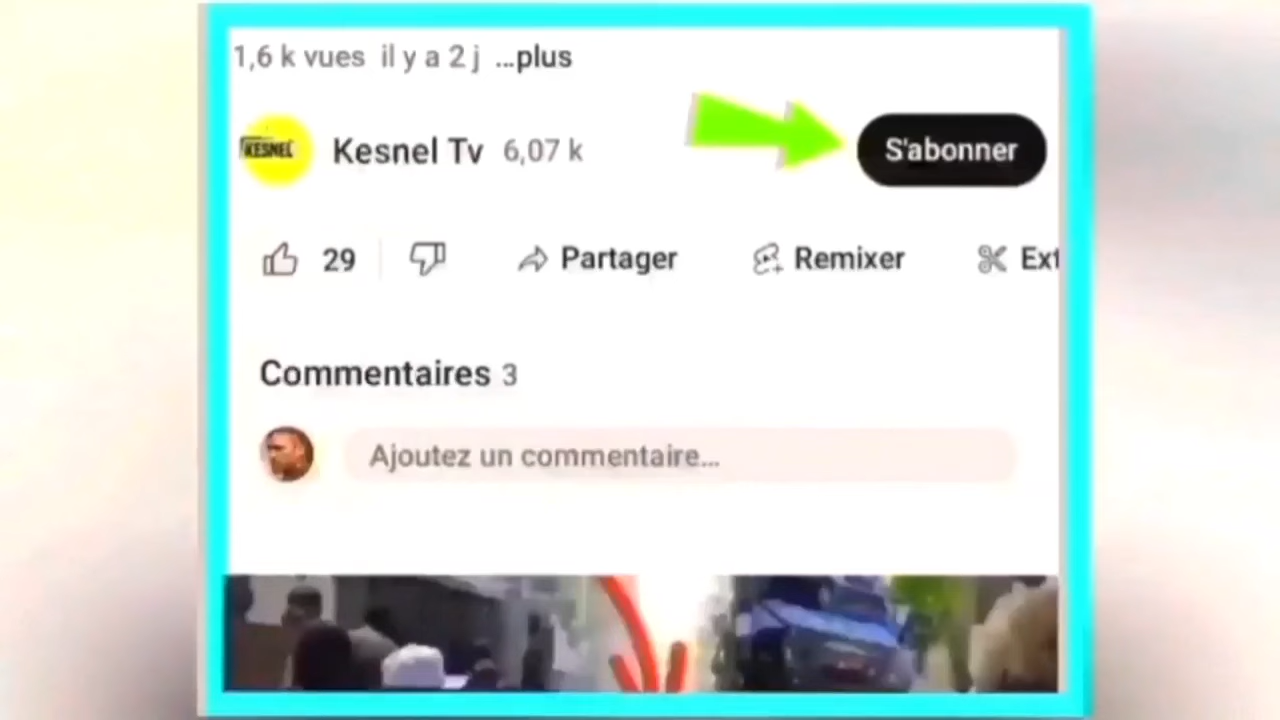 1,6 k vues il y a 2 j ...plus
KESNEL
Kesnel Tv 6,07 k
S'abonner
29
Partager
Remixer
Ext
Commentaires 3
Ajoutez un commentaire...